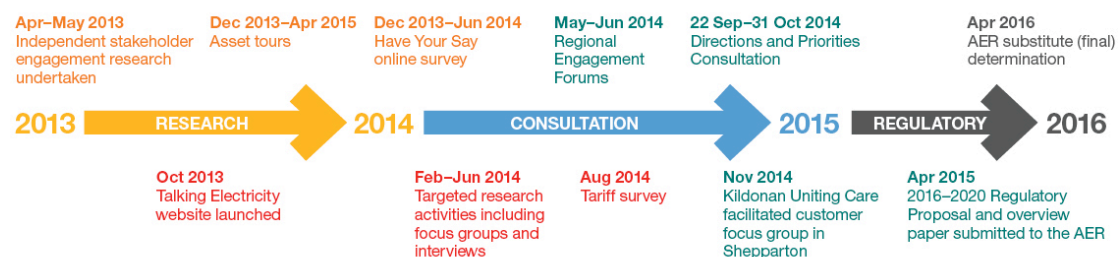 Apr–May 2013
Independent stakeholder
engagement research
undertaken
Dec 2013–Apr 2015
Asset tours
Dec 2013–Jun 2014
Have Your Say
online survey
May–Jun 2014
Regional
Engagement
Forums
22 Sep–31 Oct 2014
Directions and Priorities
Consultation
Apr 2016
AER substitute (final)
determination
2013
RESEARCH
2014
CONSULTATION
2015
REGULATORY
2016
Oct 2013
Talking Electricity
website launched
Feb–Jun 2014
Targeted research
activities including
focus groups and
interviews
Aug 2014
Tariff survey
Nov 2014
Kildonan Uniting Care
facilitated customer
focus group in
Shepparton
Apr 2015
2016–2020 Regulatory
Proposal and overview
paper submitted to the AER